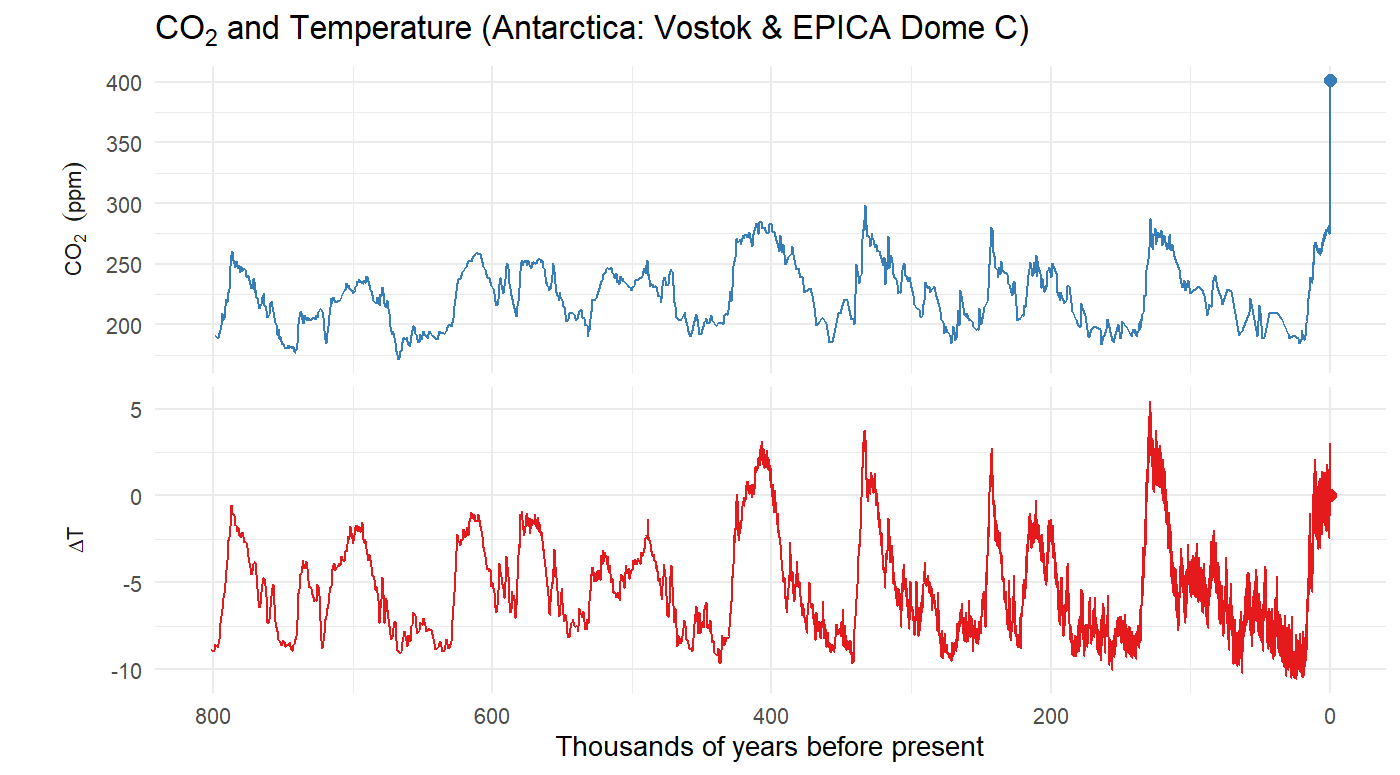 CO₂ and Temperature (Antarctica: Vostok & EPICA Dome C)
400
350
300
250
200
CO₂ (ppm)
5
0
-5
-10
ΔT
800 600 400 200 0
Thousands of years before present